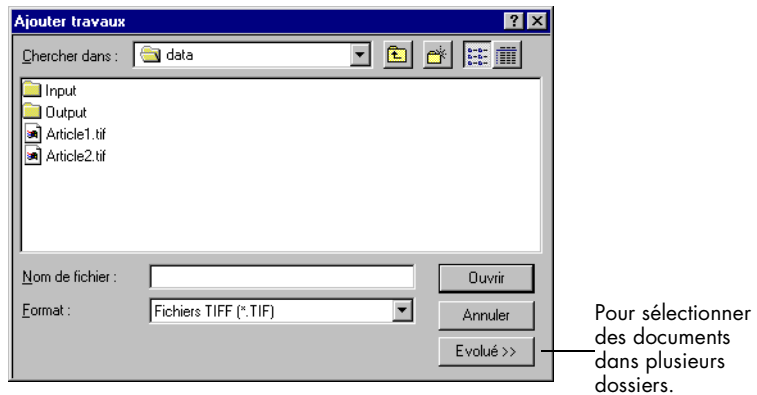 Ajouter travaux
Chercher dans : data
Input
Output
Article1.tif
Article2.tif
Nom de fichier : Ouvrir
Format : Fichiers TIFF (*.TIF) Annuler
Evolué >>
Pour sélectionner
des documents
dans plusieurs
dossiers.